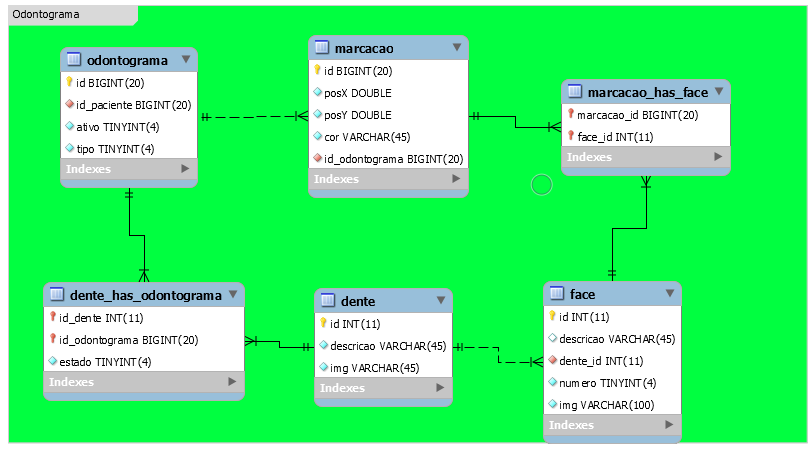 Odontograma
odontograma
id BIGINT(20)
id_paciente BIGINT(20)
ativo TINYINT(4)
tipo TINYINT(4)
Indexes
marcacao
id BIGINT(20)
posX DOUBLE
posY DOUBLE
cor VARCHAR(45)
id_odontograma BIGINT(20)
Indexes
marcacao_has_face
marcacao_id BIGINT(20)
face_id INT(11)
Indexes
dente_has_odontograma
id_dente INT(11)
id_odontograma BIGINT(20)
estado TINYINT(4)
Indexes
dente
id INT(11)
descricao VARCHAR(45)
img VARCHAR(45)
Indexes
face
id INT(11)
descricao VARCHAR(45)
dente_id INT(11)
numero TINYINT(4)
img VARCHAR(100)
Indexes